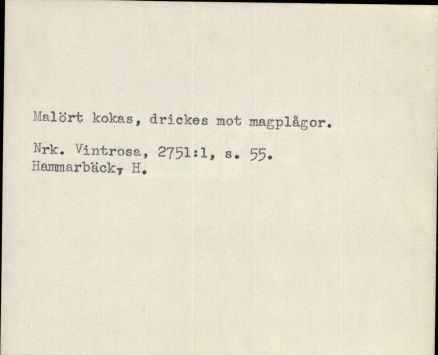 Malört kokas, drickes mot magplågor.
Nrk. Vintrosa, 2751:1, s. 55.
Hammarbäck, H.